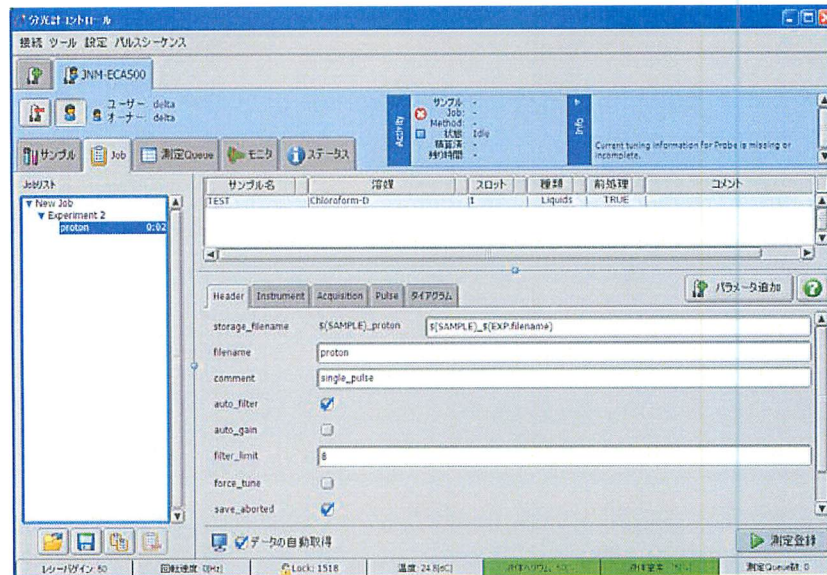 分光計コントロール
接続 ツール 設定 パルスシーケンス
JNM-ECA500
ユーザー delta
オーナー delta
Activity
サンプル: -
Job: -
Method: -
状態: Idle
積算済: -
残り時間: -
Info
Current tuning information for Probe is missing or
incomplete.
サンプル Job 測定Queue モニタ ステータス
Jobリスト
New Job
Experiment 2
proton 0:02
サンプル名 溶媒 スロット 種類 前処理 コメント
TEST Chloroform-D 1 Liquids TRUE
Header Instrument Acquisition Pulse ダイアグラム
パラメータ追加
storage_filename $(SAMPLE)_proton $(SAMPLE)_$(EXP.filename)
filename proton
comment single_pulse
auto_filter
auto_gain
filter_limit 8
force_tune
save_aborted
データの自動取得
測定登録
レシーバゲイン: 50 回転速度: 0[Hz] Lock: 1518 温度: 24.8[dC] 測定Queue数: 0